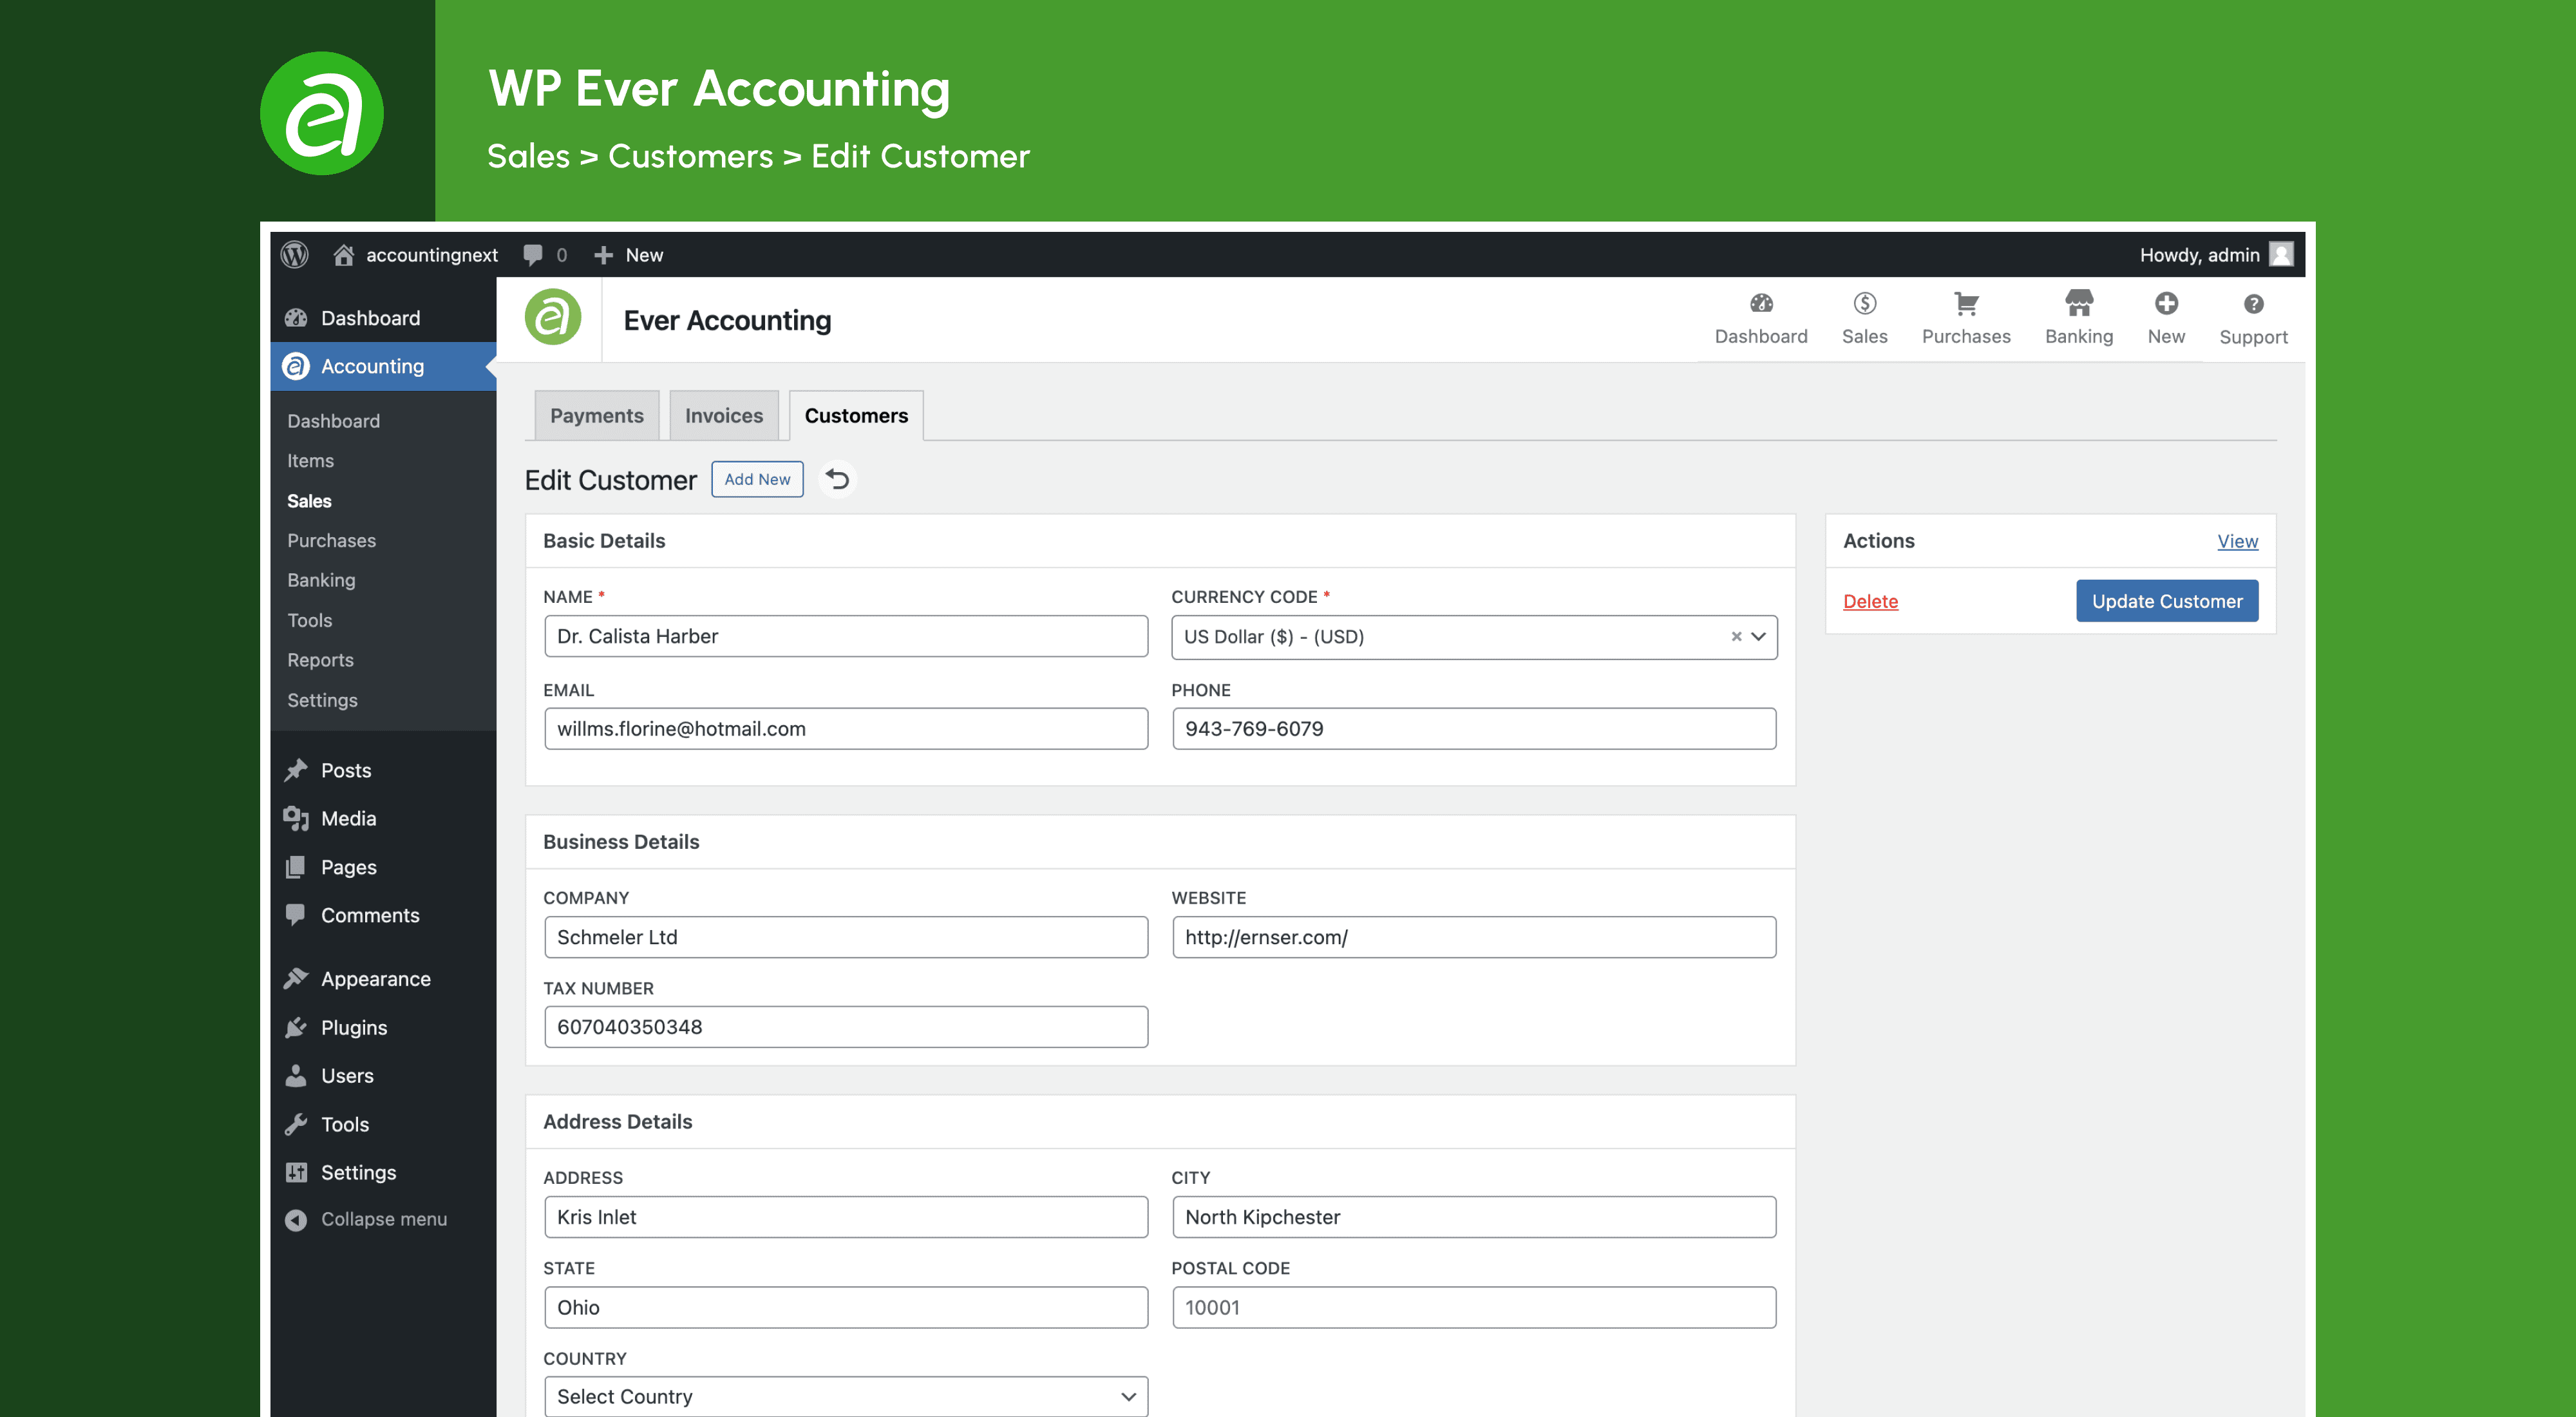 WP Ever Accounting
Sales > Customers > Edit Customer
accountingnext 0 New
Howdy, admin
Dashboard
Accounting
Dashboard
Items
Sales
Purchases
Banking
Tools
Reports
Settings
Posts
Media
Pages
Comments
Appearance
Plugins
Users
Tools
Settings
Collapse menu
Ever Accounting
Dashboard Sales Purchases Banking New Support
Payments Invoices Customers
Edit Customer Add New
Basic Details
NAME * CURRENCY CODE *
Dr. Calista Harber US Dollar ($) - (USD) ×
EMAIL PHONE
willms.florine@hotmail.com 943-769-6079
Business Details
COMPANY WEBSITE
Schmeler Ltd http://ernser.com/
TAX NUMBER
607040350348
Address Details
ADDRESS CITY
Kris Inlet North Kipchester
STATE POSTAL CODE
Ohio 10001
COUNTRY
Select Country
Actions View
Delete Update Customer